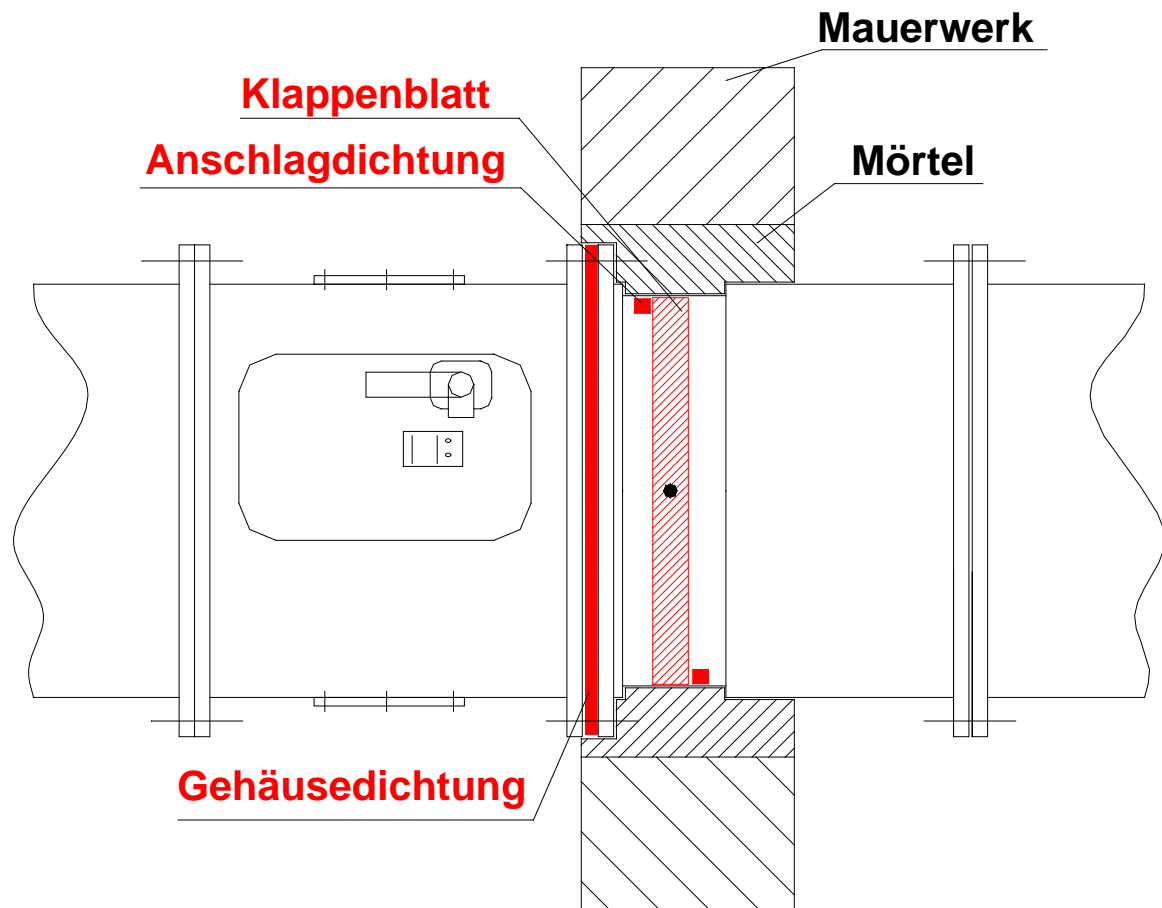 Mauerwerk
Klappenblatt
Anschlagdichtung
Mörtel
Gehäusedichtung